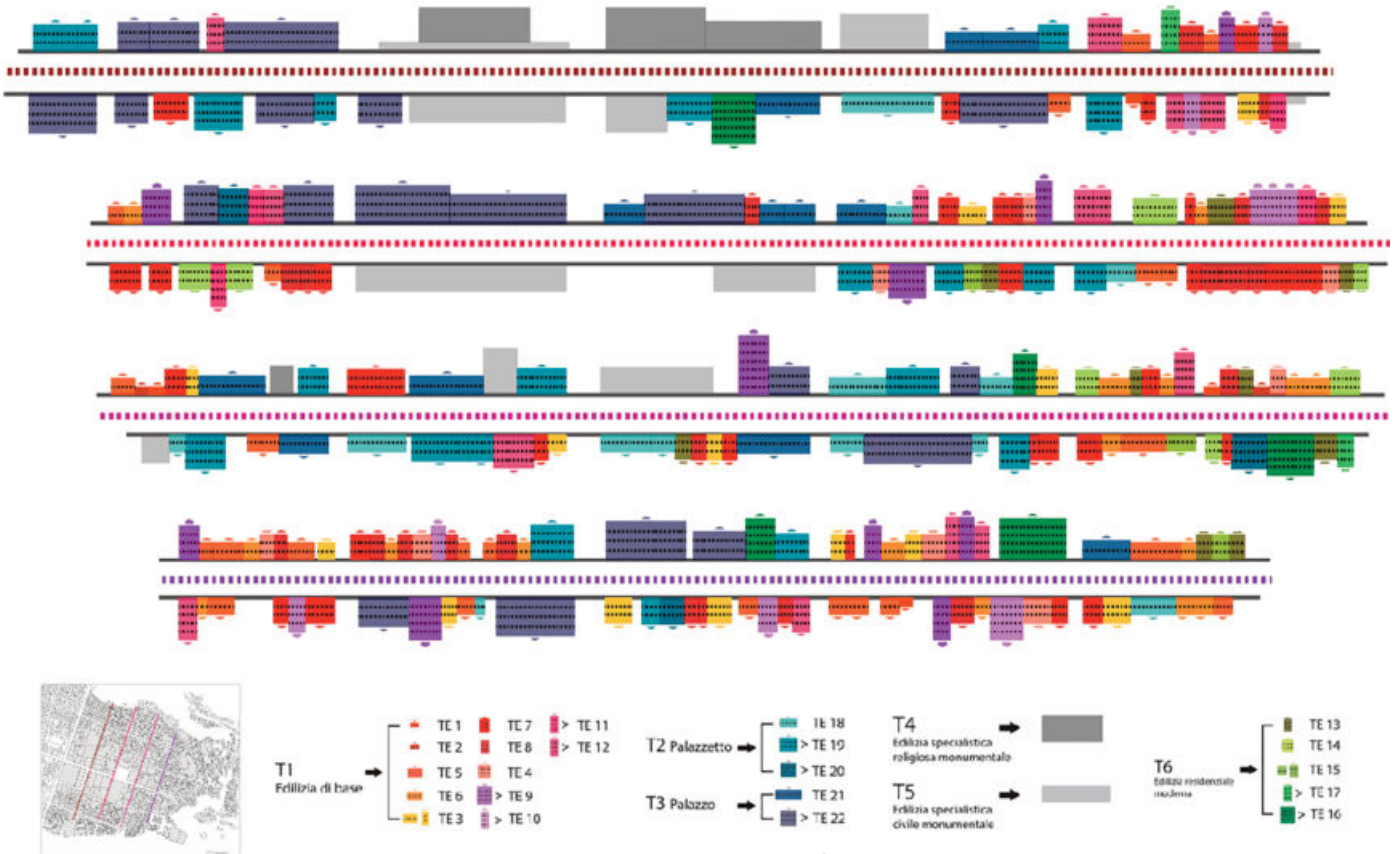 T1
Edilizia di base
TE 1
TE 2
TE 5
TE 6
TE 3
TE 7
TE 8
TE 4
> TE 9
> TE 10
> TE 11
> TE 12
T2 Palazzetto
TE 18
> TE 19
> TE 20
T3 Palazzo
TE 21
> TE 22
T4
Edilizia specialistica
religiosa monumentale
T5
Edilizia specialistica
civile monumentale
T6
Edilizia residenziale
moderna
TE 13
TE 14
TE 15
> TE 17
> TE 16